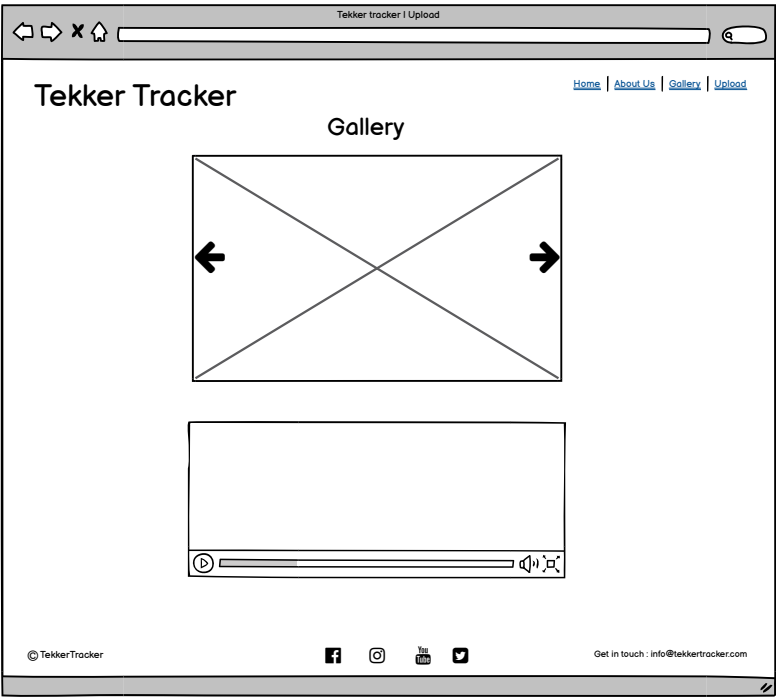 Tekker tracker | Upload
Tekker Tracker
Home | About Us | Gallery | Upload
Gallery
© TekkerTracker
You
Tube
Get in touch : info@tekkertracker.com